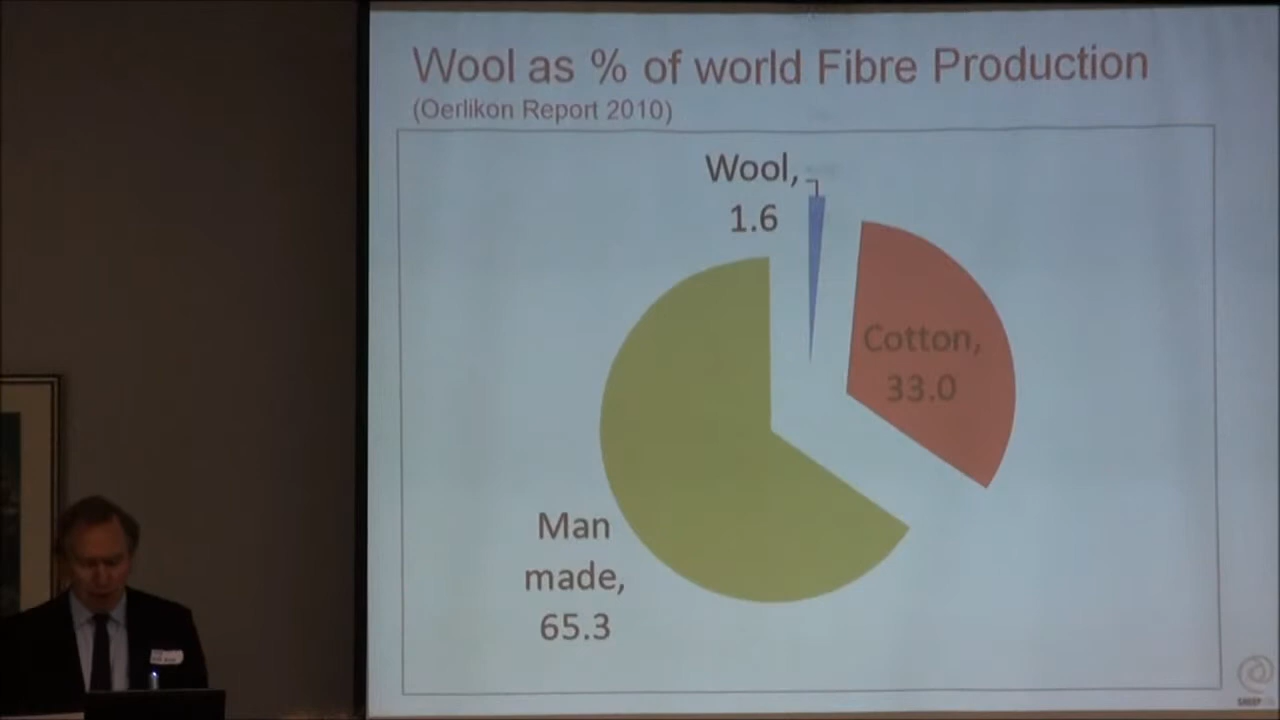 Wool as % of world Fibre Production
(Oerlikon Report 2010)
Wool,
1.6
Cotton,
33.0
Man
made,
65.3